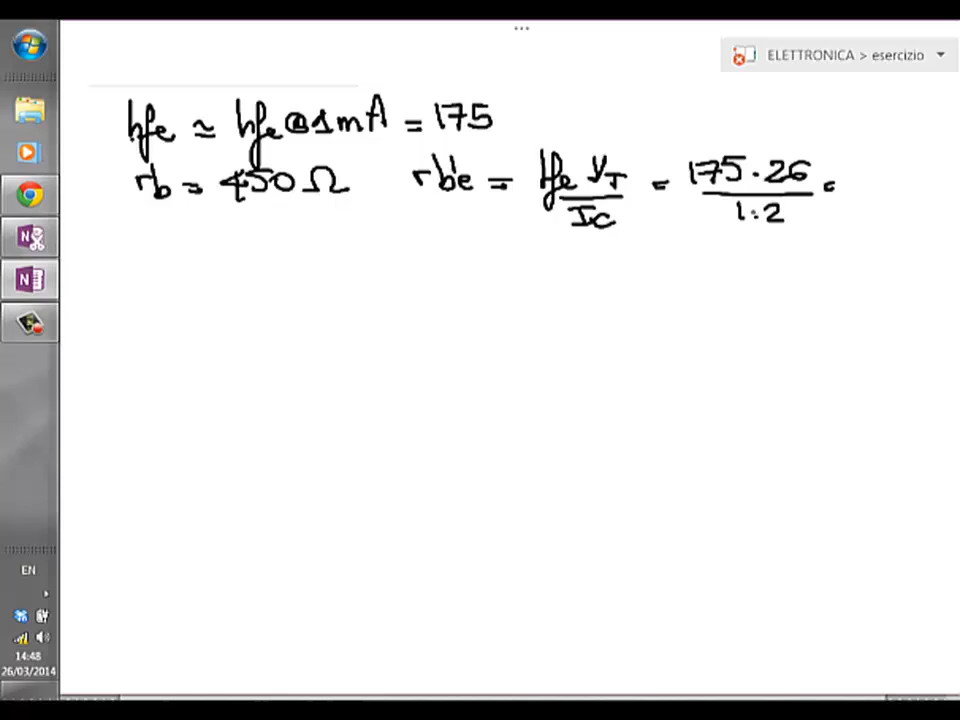 ...
ELETTRONICA > esercizio
hfe ≃ hfe@1mA = 175
rb = 450 Ω rb'e = hfe VT / Ic = 175·26 / 1.2 =
EN
14:48
26/03/2014